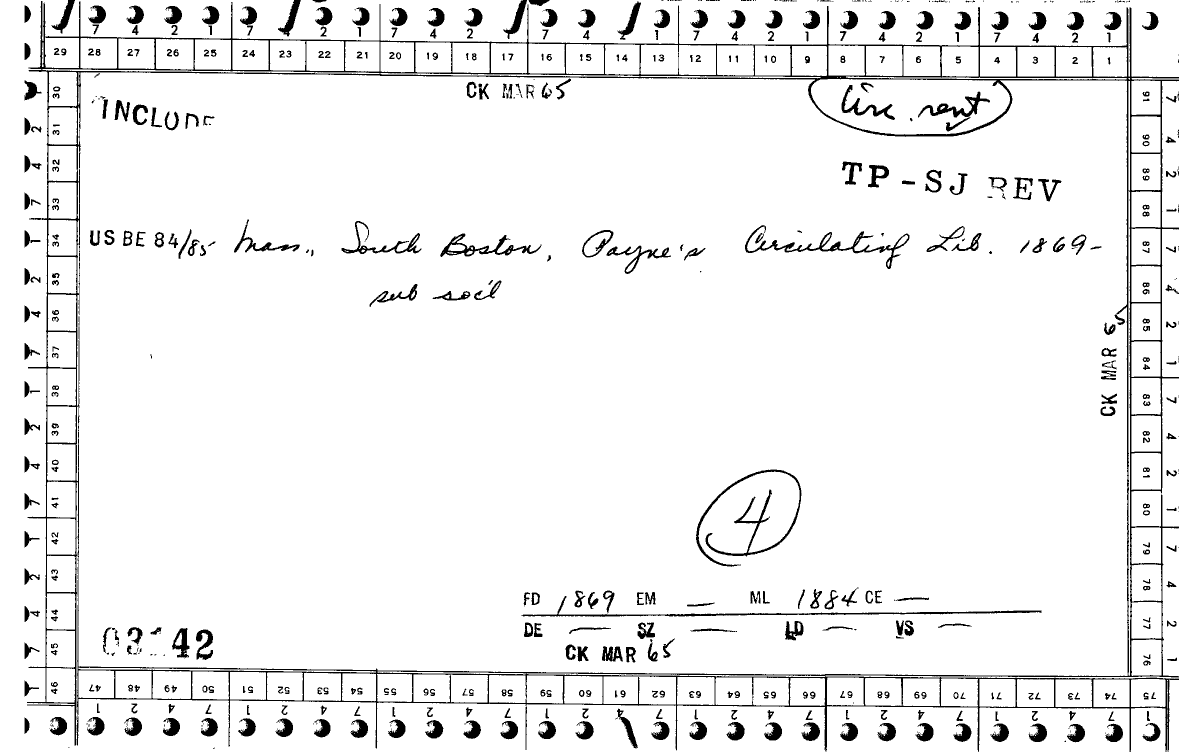 7 4 2 1 7 4 2 1 7 4 2 1 7 4 2 1 7 4 2 1 7 4 2 1 7 4 2 1
29 28 27 26 25 24 23 22 21 20 19 18 17 16 15 14 13 12 11 10 9 8 7 6 5 4 3 2 1
CK MAR 65
INCLUDE
circ. rent
TP-SJ REV
US BE 84/85 Mass., South Boston, Payne's Circulating Lib. 1869-
sub soc'l
CK MAR 65
4
FD 1869 EM — ML 1884 CE —
DE — SZ — LD — VS —
CK MAR 65
03142
30 31 32 33 34 35 36 37 38 39 40 41 42 43 44 45 46
91 90 89 88 87 86 85 84 83 82 81 80 79 78 77 76
47 48 49 50 51 52 53 54 55 56 57 58 59 60 61 62 63 64 65 66 67 68 69 70 71 72 73 74 75
1 2 4 7 1 2 4 7 1 2 4 7 1 2 4 7 1 2 4 7 1 2 4 7 1 2 4 7 1